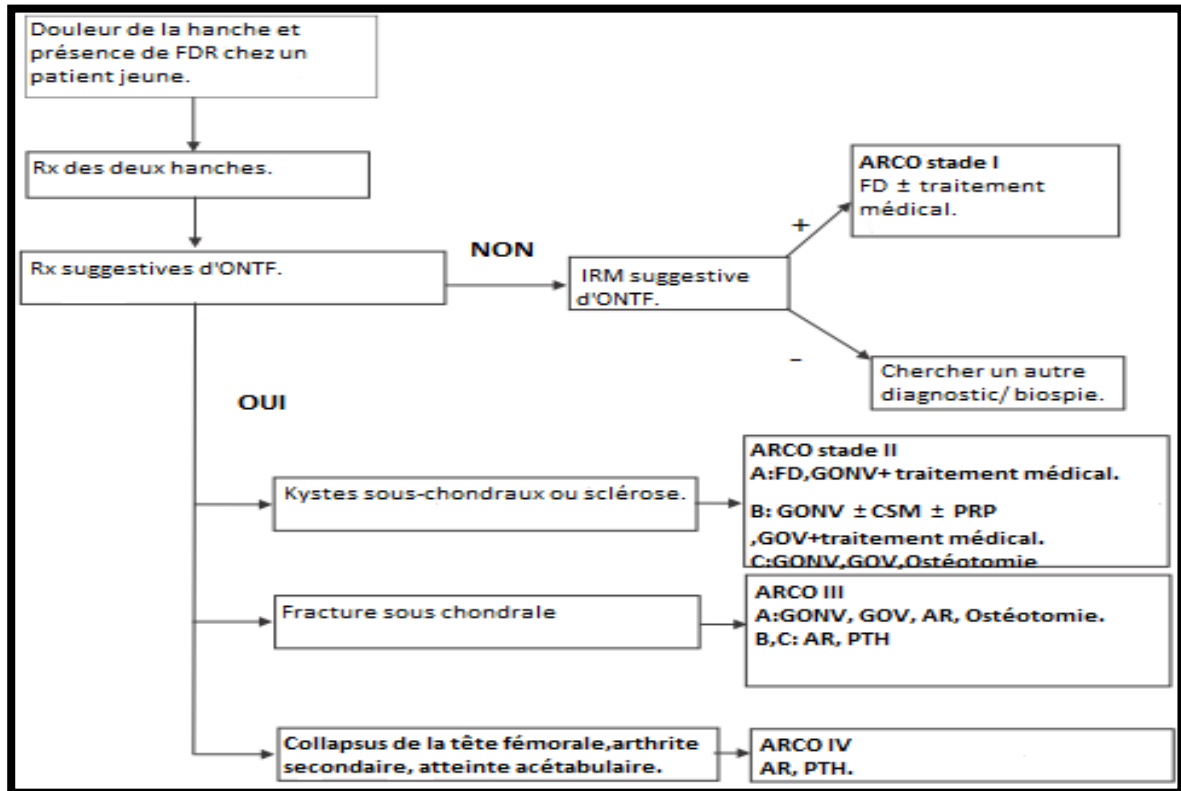 Douleur de la hanche et
présence de FDR chez un
patient jeune.
Rx des deux hanches.
Rx suggestives d'ONTF.
NON
IRM suggestive
d'ONTF.
+
ARCO stade I
FD ± traitement
médical.
-
Chercher un autre
diagnostic/ biospie.
OUI
Kystes sous-chondraux ou sclérose.
ARCO stade II
A:FD,GONV+ traitement médical.
B: GONV ± CSM ± PRP
,GOV+traitement médical.
C:GONV,GOV,Ostéotomie
Fracture sous chondrale
ARCO III
A:GONV, GOV, AR, Ostéotomie.
B,C: AR, PTH
Collapsus de la tête fémorale,arthrite
secondaire, atteinte acétabulaire.
ARCO IV
AR, PTH.